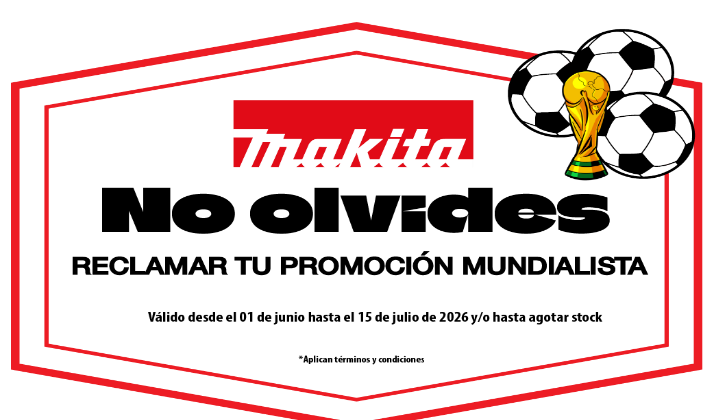 makita
No olvides
RECLAMAR TU PROMOCIÓN MUNDIALISTA
Válido desde el 01 de junio hasta el 15 de julio de 2026 y/o hasta agotar stock
*Aplican términos y condiciones